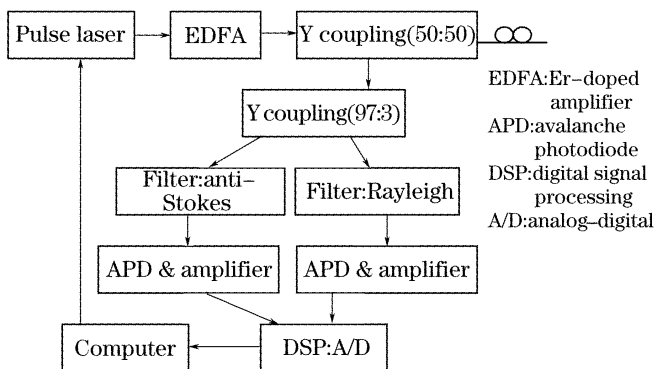 Pulse laser
EDFA
Y coupling(50:50)
Y coupling(97:3)
EDFA:Er-doped
amplifier
APD:avalanche
photodiode
DSP:digital signal
processing
A/D:analog-digital
Filter:anti-
Stokes
Filter:Rayleigh
APD & amplifier
APD & amplifier
Computer
DSP:A/D